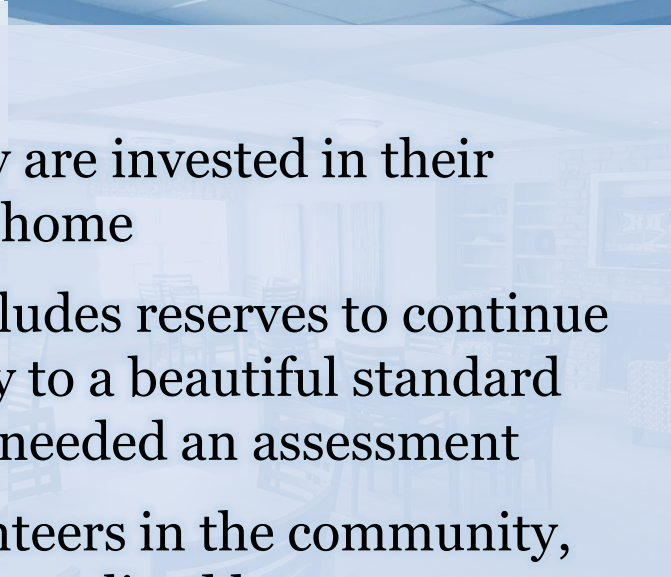 are invested in their
home
ludes reserves to continue
y to a beautiful standard
needed an assessment
nteers in the community,